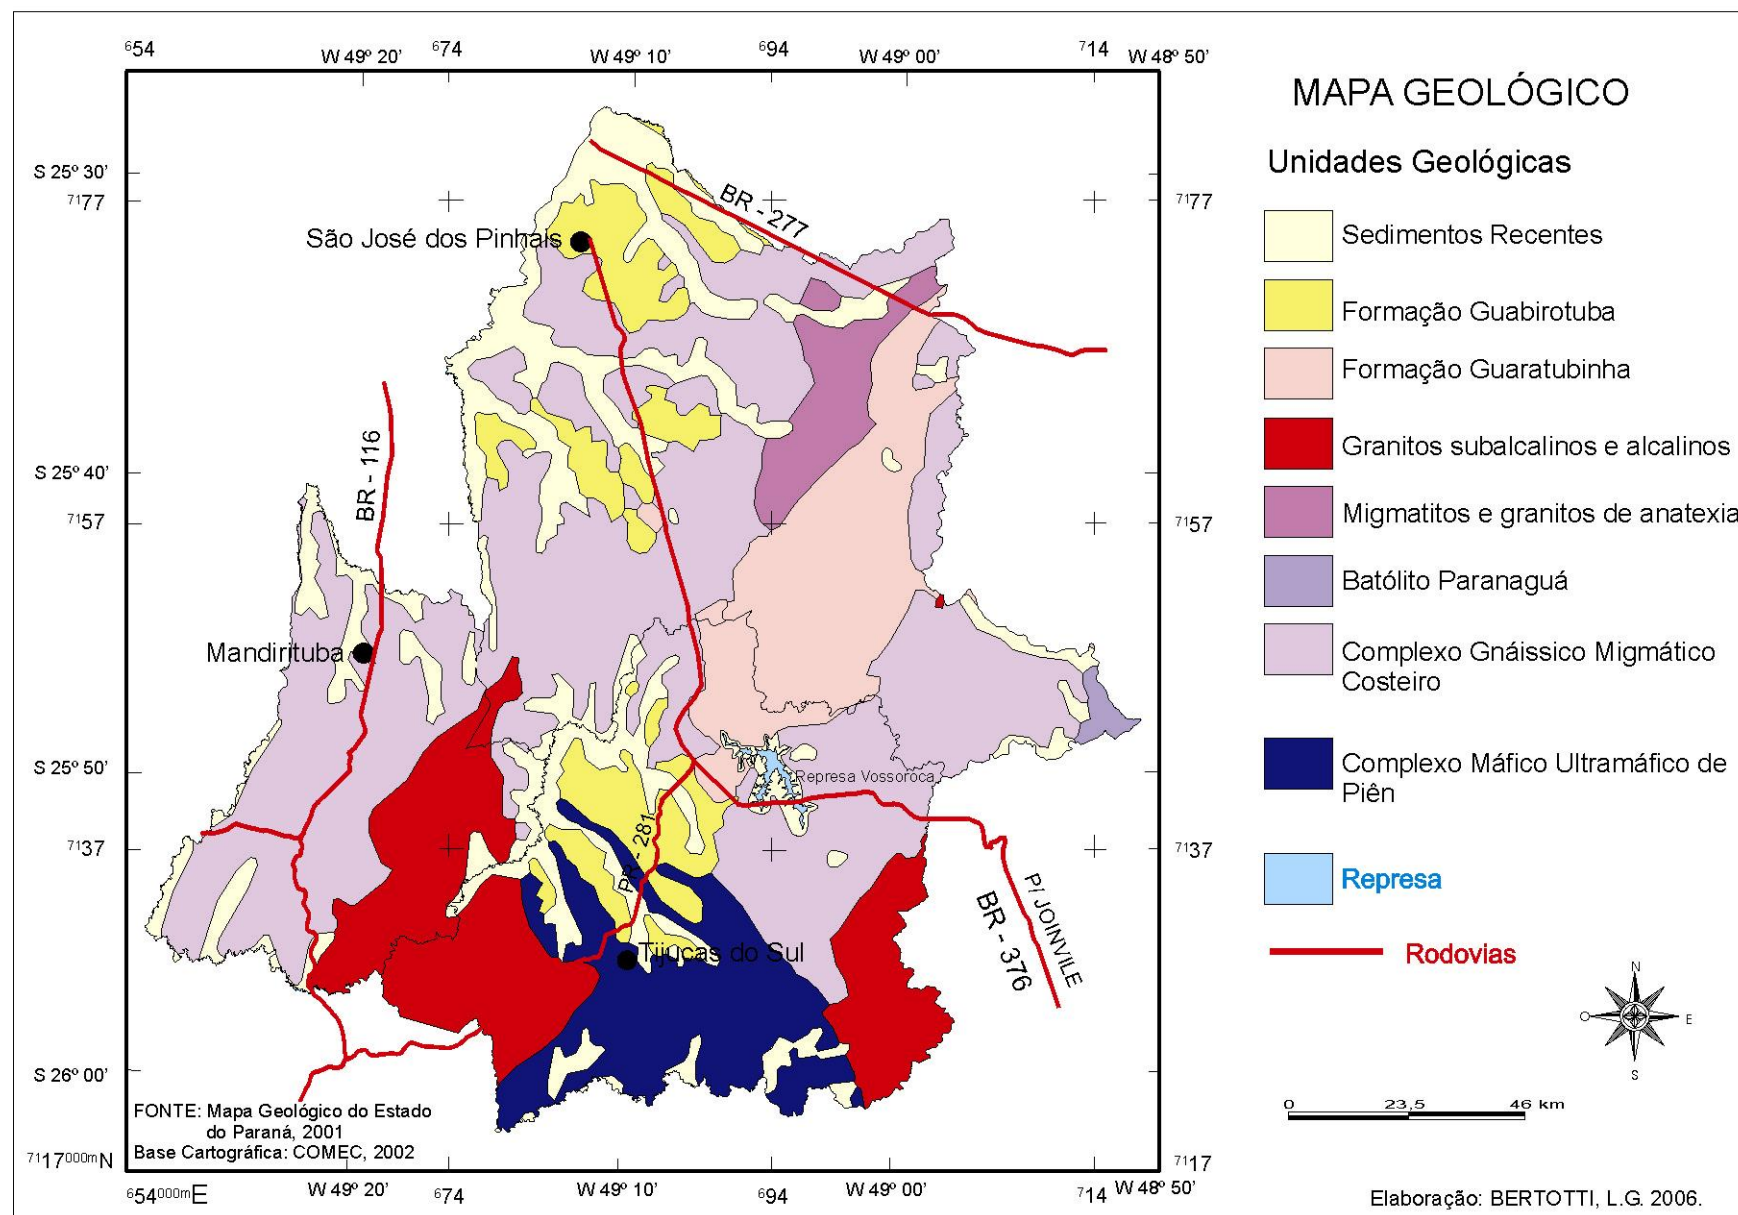 ⁶54
W 49º 20'
⁶74
W 49º 10'
⁶94
W 49º 00'
⁷14
W 48º 50'
S 25º 30'
⁷¹77
S 25º 40'
⁷¹57
S 25º 50'
⁷¹37
S 26º 00'
⁷¹17⁰⁰⁰ᵐN
⁷¹77
⁷¹57
⁷¹37
⁷¹17
⁶54⁰⁰⁰ᵐE
W 49º 20'
⁶74
W 49º 10'
⁶94
W 49º 00'
⁷14
W 48º 50'
BR - 277
São José dos Pinhais
BR - 116
Mandirituba
Represa Vossoroca
PR - 281
Tijucas do Sul
P/ JOINVILE
BR - 376
FONTE: Mapa Geológico do Estado
do Paraná, 2001
Base Cartográfica: COMEC, 2002
MAPA GEOLÓGICO
Unidades Geológicas
Sedimentos Recentes
Formação Guabirotuba
Formação Guaratubinha
Granitos subalcalinos e alcalinos
Migmatitos e granitos de anatexia
Batólito Paranaguá
Complexo Gnáissico Migmático
Costeiro
Complexo Máfico Ultramáfico de
Piên
Represa
Rodovias
N
O
E
S
0 23,5 46 km
Elaboração: BERTOTTI, L.G. 2006.